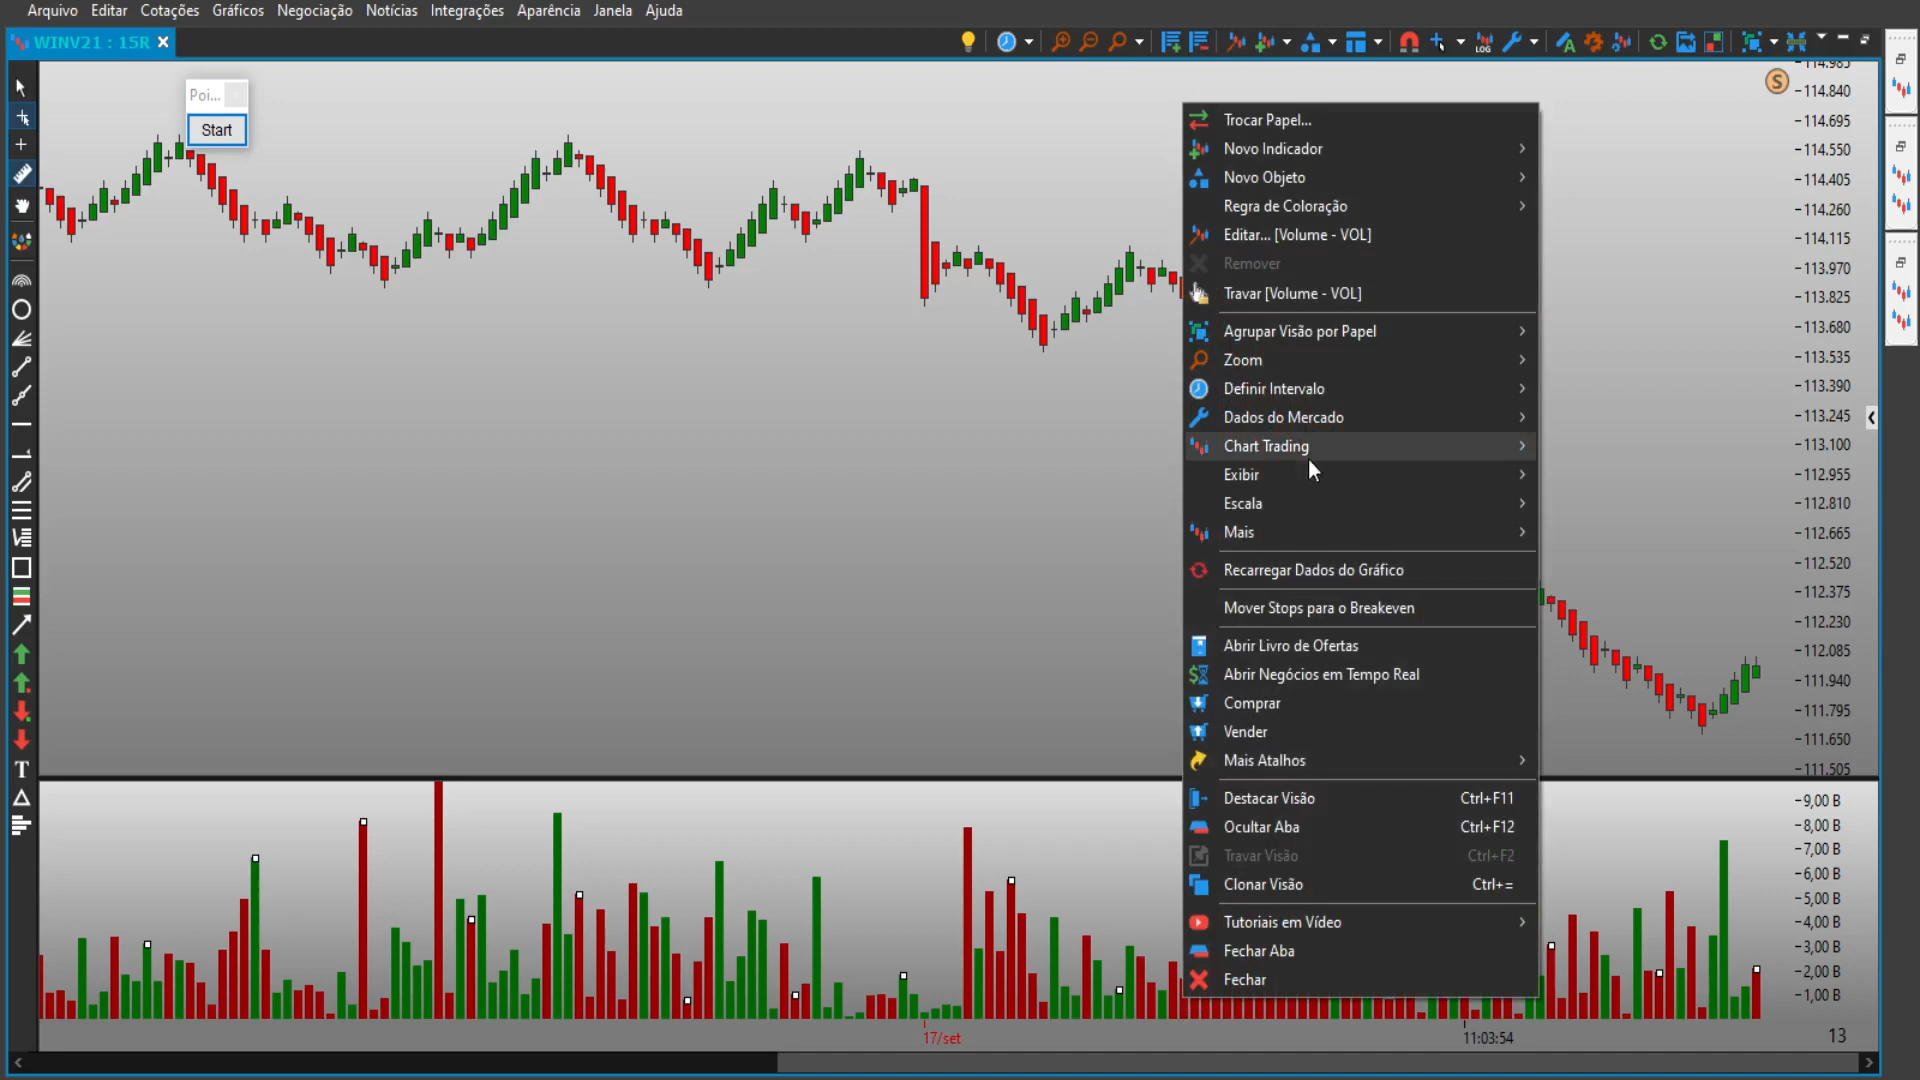 Arquivo Editar Cotações Gráficos Negociação Notícias Integrações Aparência Janela Ajuda
WINV21 : 15R
LOG
Poi...
Start
S
Trocar Papel...
Novo Indicador
Novo Objeto
Regra de Coloração
Editar... [Volume - VOL]
Remover
Travar [Volume - VOL]
Agrupar Visão por Papel
Zoom
Definir Intervalo
Dados do Mercado
Chart Trading
Exibir
Escala
Mais
Recarregar Dados do Gráfico
Mover Stops para o Breakeven
Abrir Livro de Ofertas
Abrir Negócios em Tempo Real
Comprar
Vender
Mais Atalhos
Destacar Visão Ctrl+F11
Ocultar Aba Ctrl+F12
Travar Visão Ctrl+F2
Clonar Visão Ctrl+=
Tutoriais em Vídeo
Fechar Aba
Fechar
114.985
114.840
114.695
114.550
114.405
114.260
114.115
113.970
113.825
113.680
113.535
113.390
113.245
113.100
112.955
112.810
112.665
112.520
112.375
112.230
112.085
111.940
111.795
111.650
111.505
9,00 B
8,00 B
7,00 B
6,00 B
5,00 B
4,00 B
3,00 B
2,00 B
1,00 B
17/set 11:03:54 13